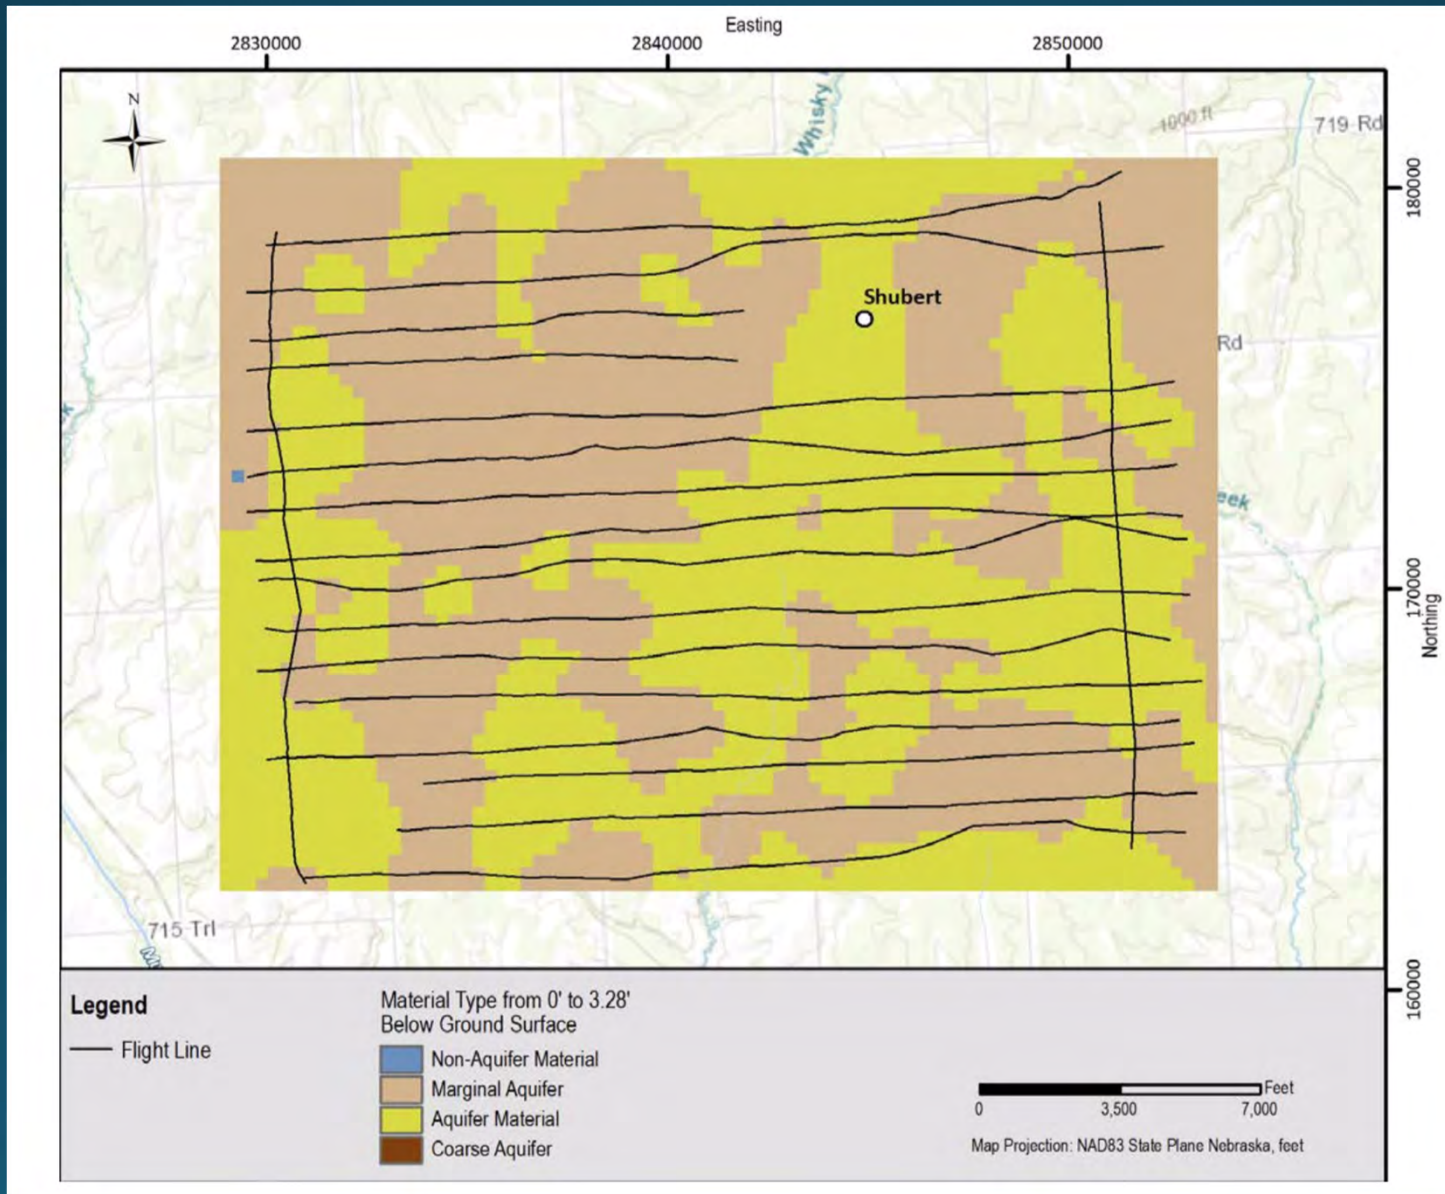 Easting
2830000
2840000
2850000
N
Whisky
1000 ft
719 Rd
180000
Shubert
Rd
eek
170000
Northing
715 Trl
160000
Legend
Flight Line
Material Type from 0' to 3.28'
Below Ground Surface
Non-Aquifer Material
Marginal Aquifer
Aquifer Material
Coarse Aquifer
Feet
0
3,500
7,000
Map Projection: NAD83 State Plane Nebraska, feet